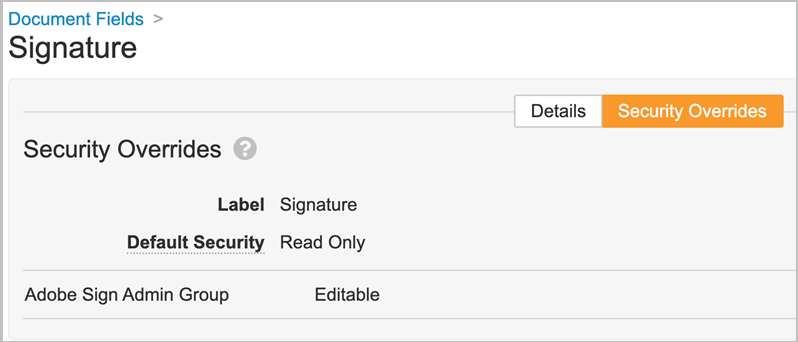 Document Fields >
Signature
Details Security Overrides
Security Overrides ?
Label Signature
Default Security Read Only
Adobe Sign Admin Group Editable